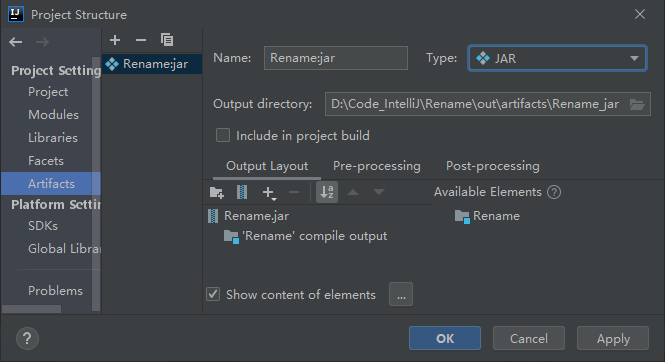 Project Structure
Project Setting
Project
Modules
Libraries
Facets
Artifacts
Platform Settin
SDKs
Global Librar
Problems
Rename:jar
Name: Rename:jar Type: JAR
Output directory: D:\Code_IntelliJ\Rename\out\artifacts\Rename_jar
Include in project build
Output Layout Pre-processing Post-processing
Available Elements
Rename.jar
'Rename' compile output
Rename
Show content of elements ...
OK Cancel Apply